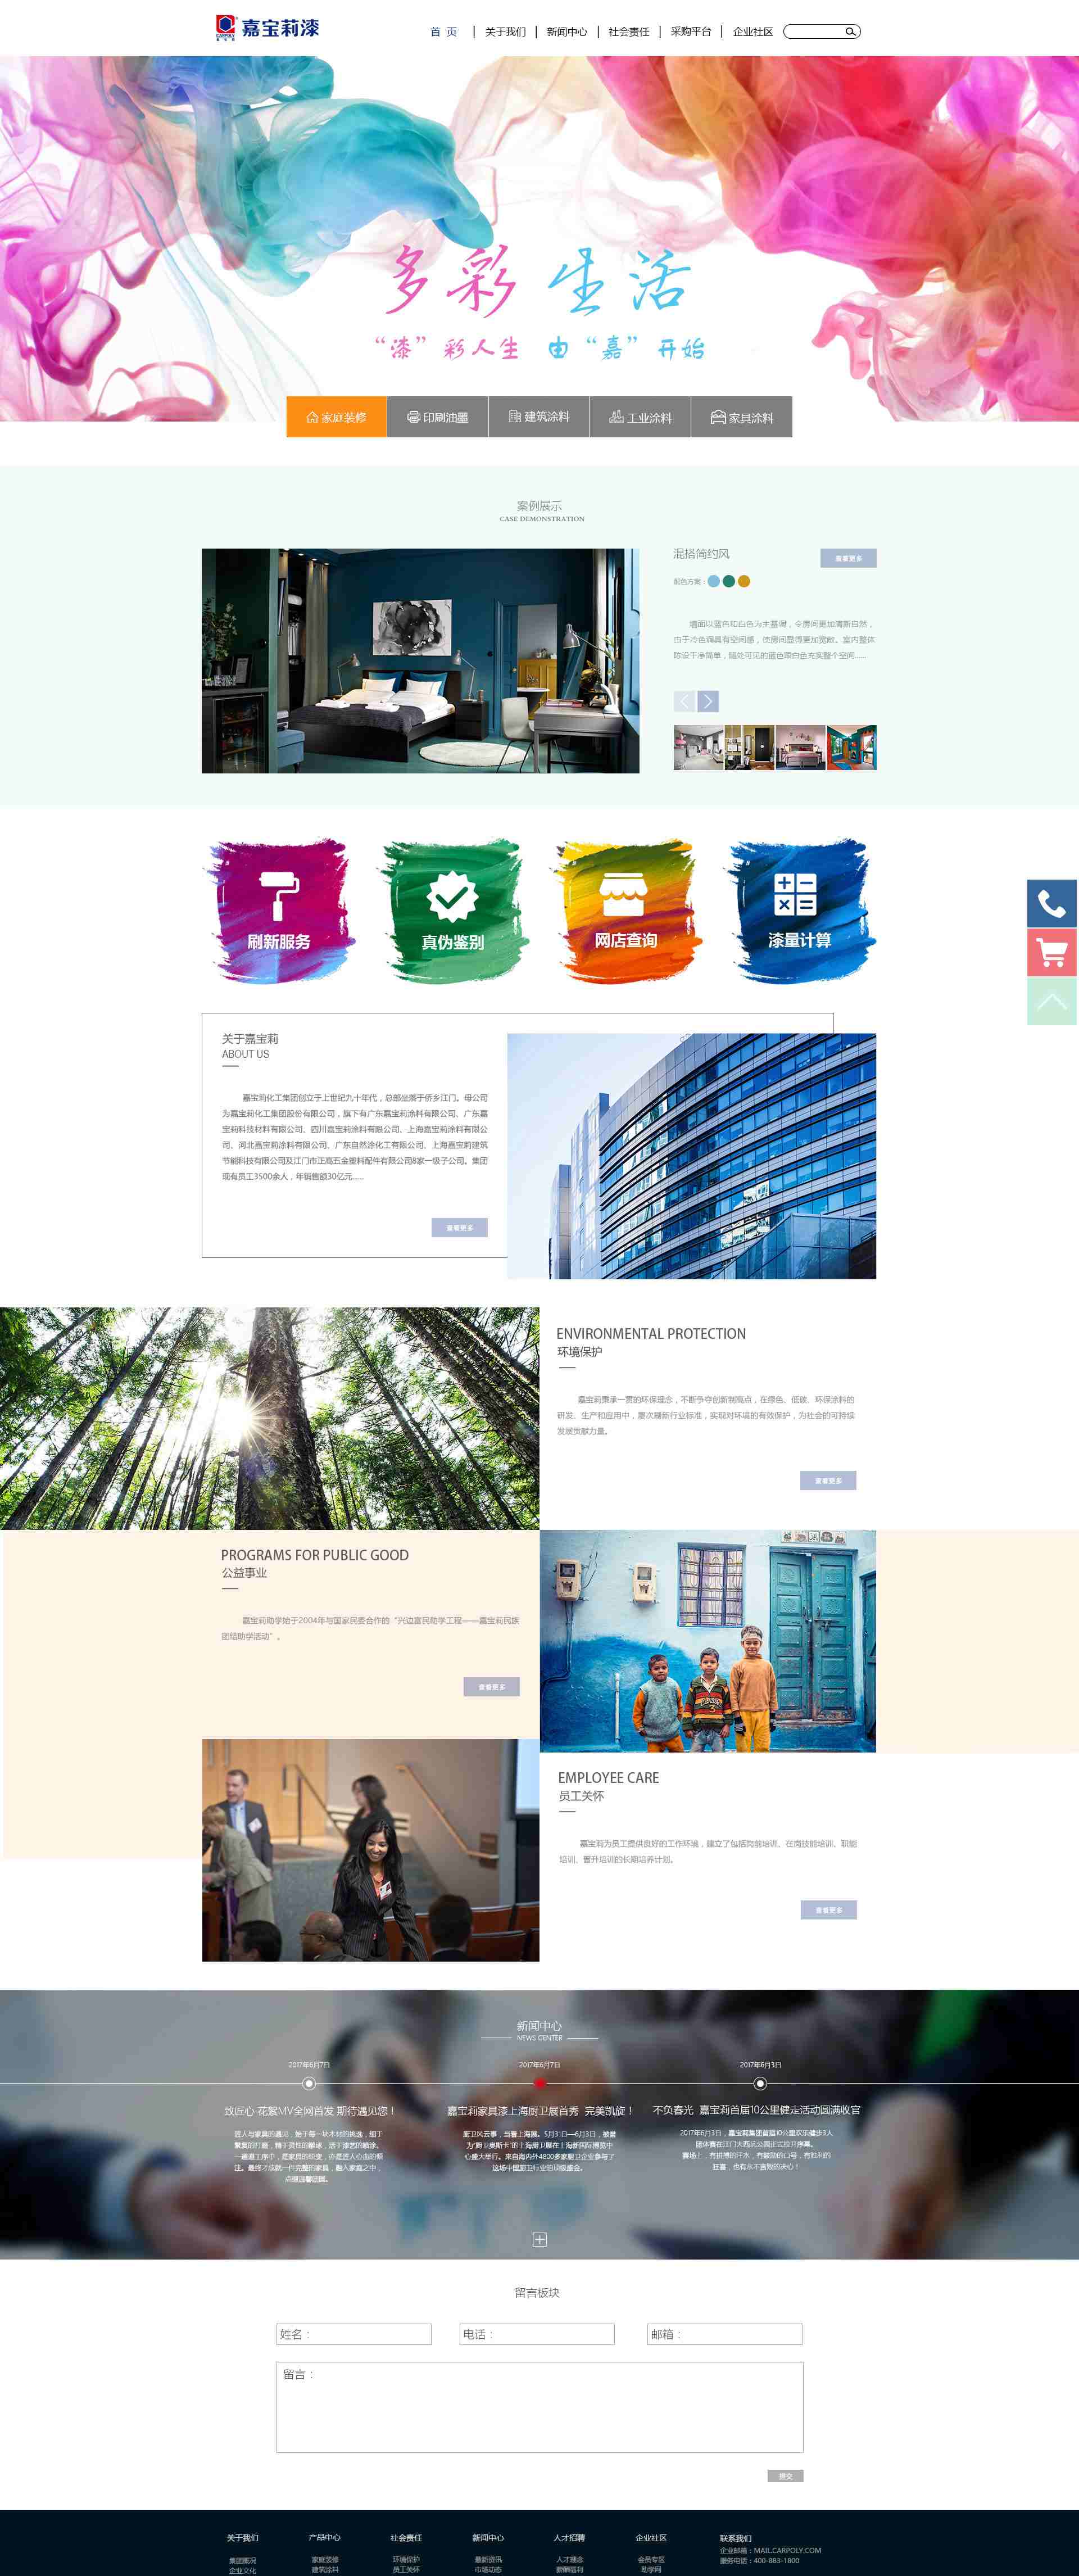 CARPOLY
嘉宝莉漆
首 页
关于我们
新闻中心
社会责任
采购平台
企业社区
多彩 生活
“漆”彩人生 由“嘉”开始
家庭装修
印刷油墨
建筑涂料
工业涂料
家具涂料
案例展示
CASE DEMONSTRATION
混搭简约风
查看更多
配色方案：
墙面以蓝色和白色为主基调，令房间更加清新自然，
由于冷色调具有空间感，使房间显得更加宽敞。室内整体
陈设干净简单，随处可见的蓝色跟白色充实整个空间......
刷新服务
真伪鉴别
网店查询
漆量计算
关于嘉宝莉
ABOUT US
嘉宝莉化工集团创立于上世纪九十年代，总部坐落于侨乡江门。母公司
为嘉宝莉化工集团股份有限公司，旗下有广东嘉宝莉涂料有限公司、广东嘉
宝莉科技材料有限公司、四川嘉宝莉涂料有限公司、上海嘉宝莉涂料有限公
司、河北嘉宝莉涂料有限公司、广东自然涂化工有限公司、上海嘉宝莉建筑
节能科技有限公司及江门市正高五金塑料配件有限公司8家一级子公司。集团
现有员工3500余人，年销售额30亿元......
查看更多
ENVIRONMENTAL PROTECTION
环境保护
嘉宝莉秉承一贯的环保理念，不断争夺创新制高点，在绿色、低碳、环保涂料的
研发、生产和应用中，屡次刷新行业标准，实现对环境的有效保护，为社会的可持续
发展贡献力量。
查看更多
PROGRAMS FOR PUBLIC GOOD
公益事业
嘉宝莉助学始于2004年与国家民委合作的“兴边富民助学工程——嘉宝莉民族
团结助学活动”。
查看更多
EMPLOYEE CARE
员工关怀
嘉宝莉为员工提供良好的工作环境，建立了包括岗前培训、在岗技能培训、职能
培训、晋升培训的长期培养计划。
查看更多
新闻中心
NEWS CENTER
2017年6月7日
2017年6月7日
2017年6月3日
致匠心 花絮MV全网首发 期待遇见您！
匠人与家具的遇见，始于每一块木材的挑选，细于
繁复的打磨，精于灵性的雕琢，活于漆艺的喷涂。
一道道工序中，是家具的蜕变，亦是匠人心血的倾
注。最终才成就一件完整的家具，融入家庭之中，
点缀温馨团圆。
嘉宝莉家具漆上海厨卫展首秀 完美凯旋！
厨卫风云事，当看上海展。5月31日—6月3日，被誉
为“厨卫奥斯卡”的上海厨卫展在上海新国际博览中
心盛大举行。来自海内外4800多家厨卫企业参与了
这场中国厨卫行业的顶级盛会。
不负春光 嘉宝莉首届10公里健走活动圆满收官
2017年6月3日，嘉宝莉集团首届10公里欢乐健步3人
团体赛在江门大西坑公园正式拉开序幕。
赛场上，有拼搏的汗水，有鼓励的口号，有胜利的
狂喜，也有永不言败的决心！
留言板块
姓名：
电话：
邮箱：
留言：
提交
关于我们
产品中心
社会责任
新闻中心
人才招聘
企业社区
联系我们
集团概况
家庭装修
环境保护
最新资讯
人才理念
会员专区
企业邮箱：MAIL.CARPOLY.COM
企业文化
建筑涂料
员工关怀
市场动态
薪酬福利
助学网
服务电话：400-883-1800